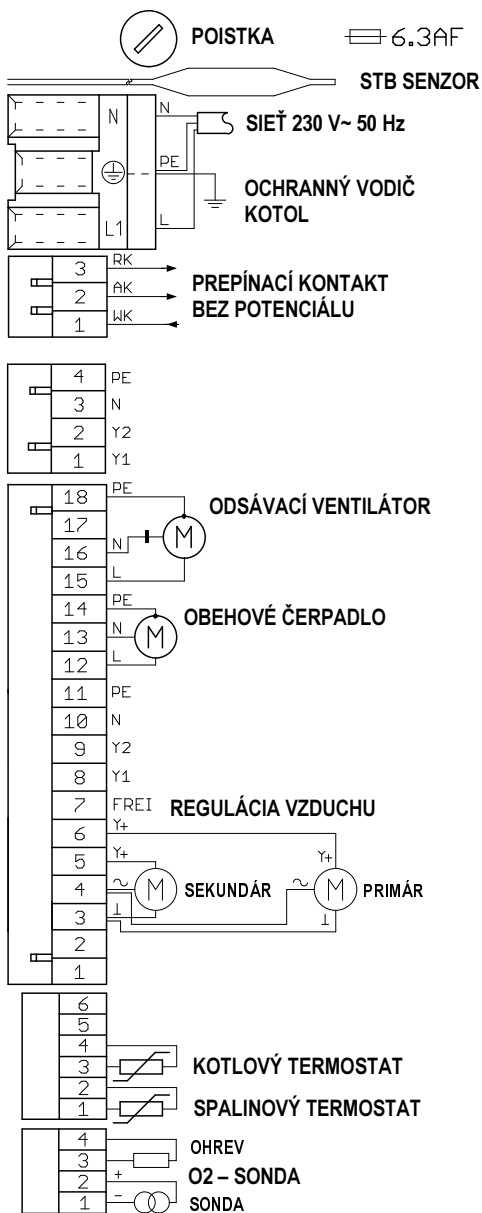 POISTKA 6.3AF
STB SENZOR
N N
SIEŤ 230 V~ 50 Hz
PE
OCHRANNÝ VODIČ
KOTOL
L1 L
3 RK
PREPÍNACÍ KONTAKT
2 AK
BEZ POTENCIÁLU
1 WK
4 PE
3 N
2 Y2
1 Y1
18 PE
ODSÁVACÍ VENTILÁTOR
17
M
16 N
15 L
14 PE
OBEHOVÉ ČERPADLO
13 N M
12 L
11 PE
10 N
9 Y2
8 Y1
7 FREI REGULÁCIA VZDUCHU
6 Y+
5 Y+ Y+
4 ~ M SEKUNDÁR ~ M PRIMÁR
3 ⊥ ⊥
2
1
6
5
4
3 KOTLOVÝ TERMOSTAT
2
1 SPALINOVÝ TERMOSTAT
4 OHREV
3
2 + O2 – SONDA
1 - SONDA